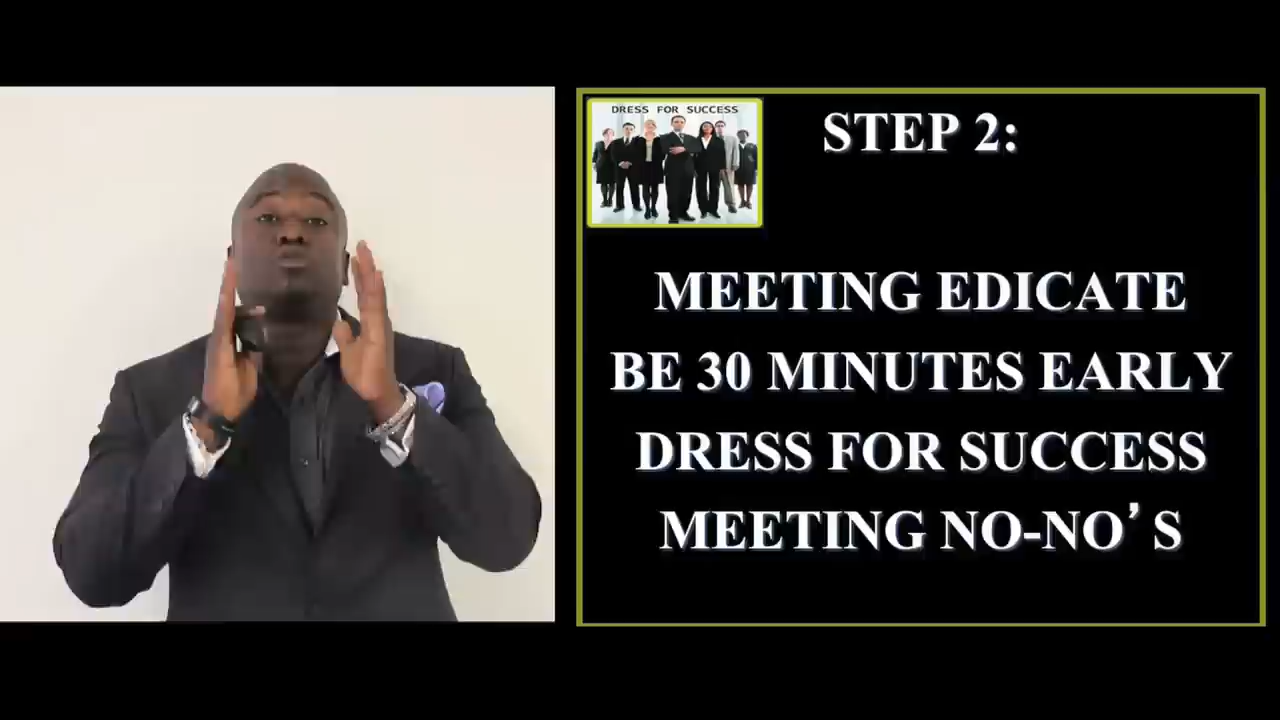 DRESS FOR SUCCESS
STEP 2:
MEETING EDICATE
BE 30 MINUTES EARLY
DRESS FOR SUCCESS
MEETING NO-NO'S